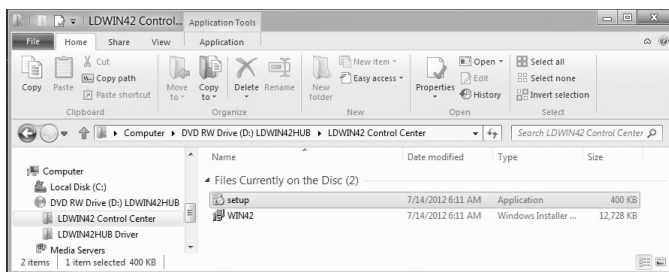 LDWIN42 Control... Application Tools
File Home Share View Application
Copy Paste Cut Copy path Paste shortcut Move to Copy to Delete Rename New folder New item Easy access Properties Open Edit History Select all Select none Invert selection
Clipboard Organize New Open Select
Computer DVD RW Drive (D:) LDWIN42HUB LDWIN42 Control Center Search LDWIN42 Control Center
Name Date modified Type Size
Computer
Files Currently on the Disc (2)
Local Disk (C:)
DVD RW Drive (D:) LDWIN42HUB
setup 7/14/2012 6:11 AM Application 400 KB
LDWIN42 Control Center
WIN42 7/14/2012 6:11 AM Windows Installer ... 12,728 KB
LDWIN42HUB Driver
Media Servers
2 items 1 item selected 400 KB